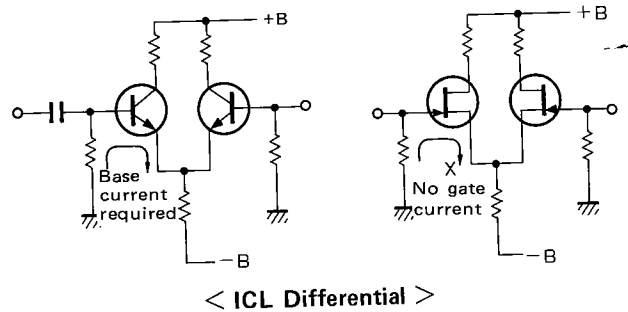 +B
+B
Base
current
required
X
No gate
current
−B
−B
< ICL Differential >